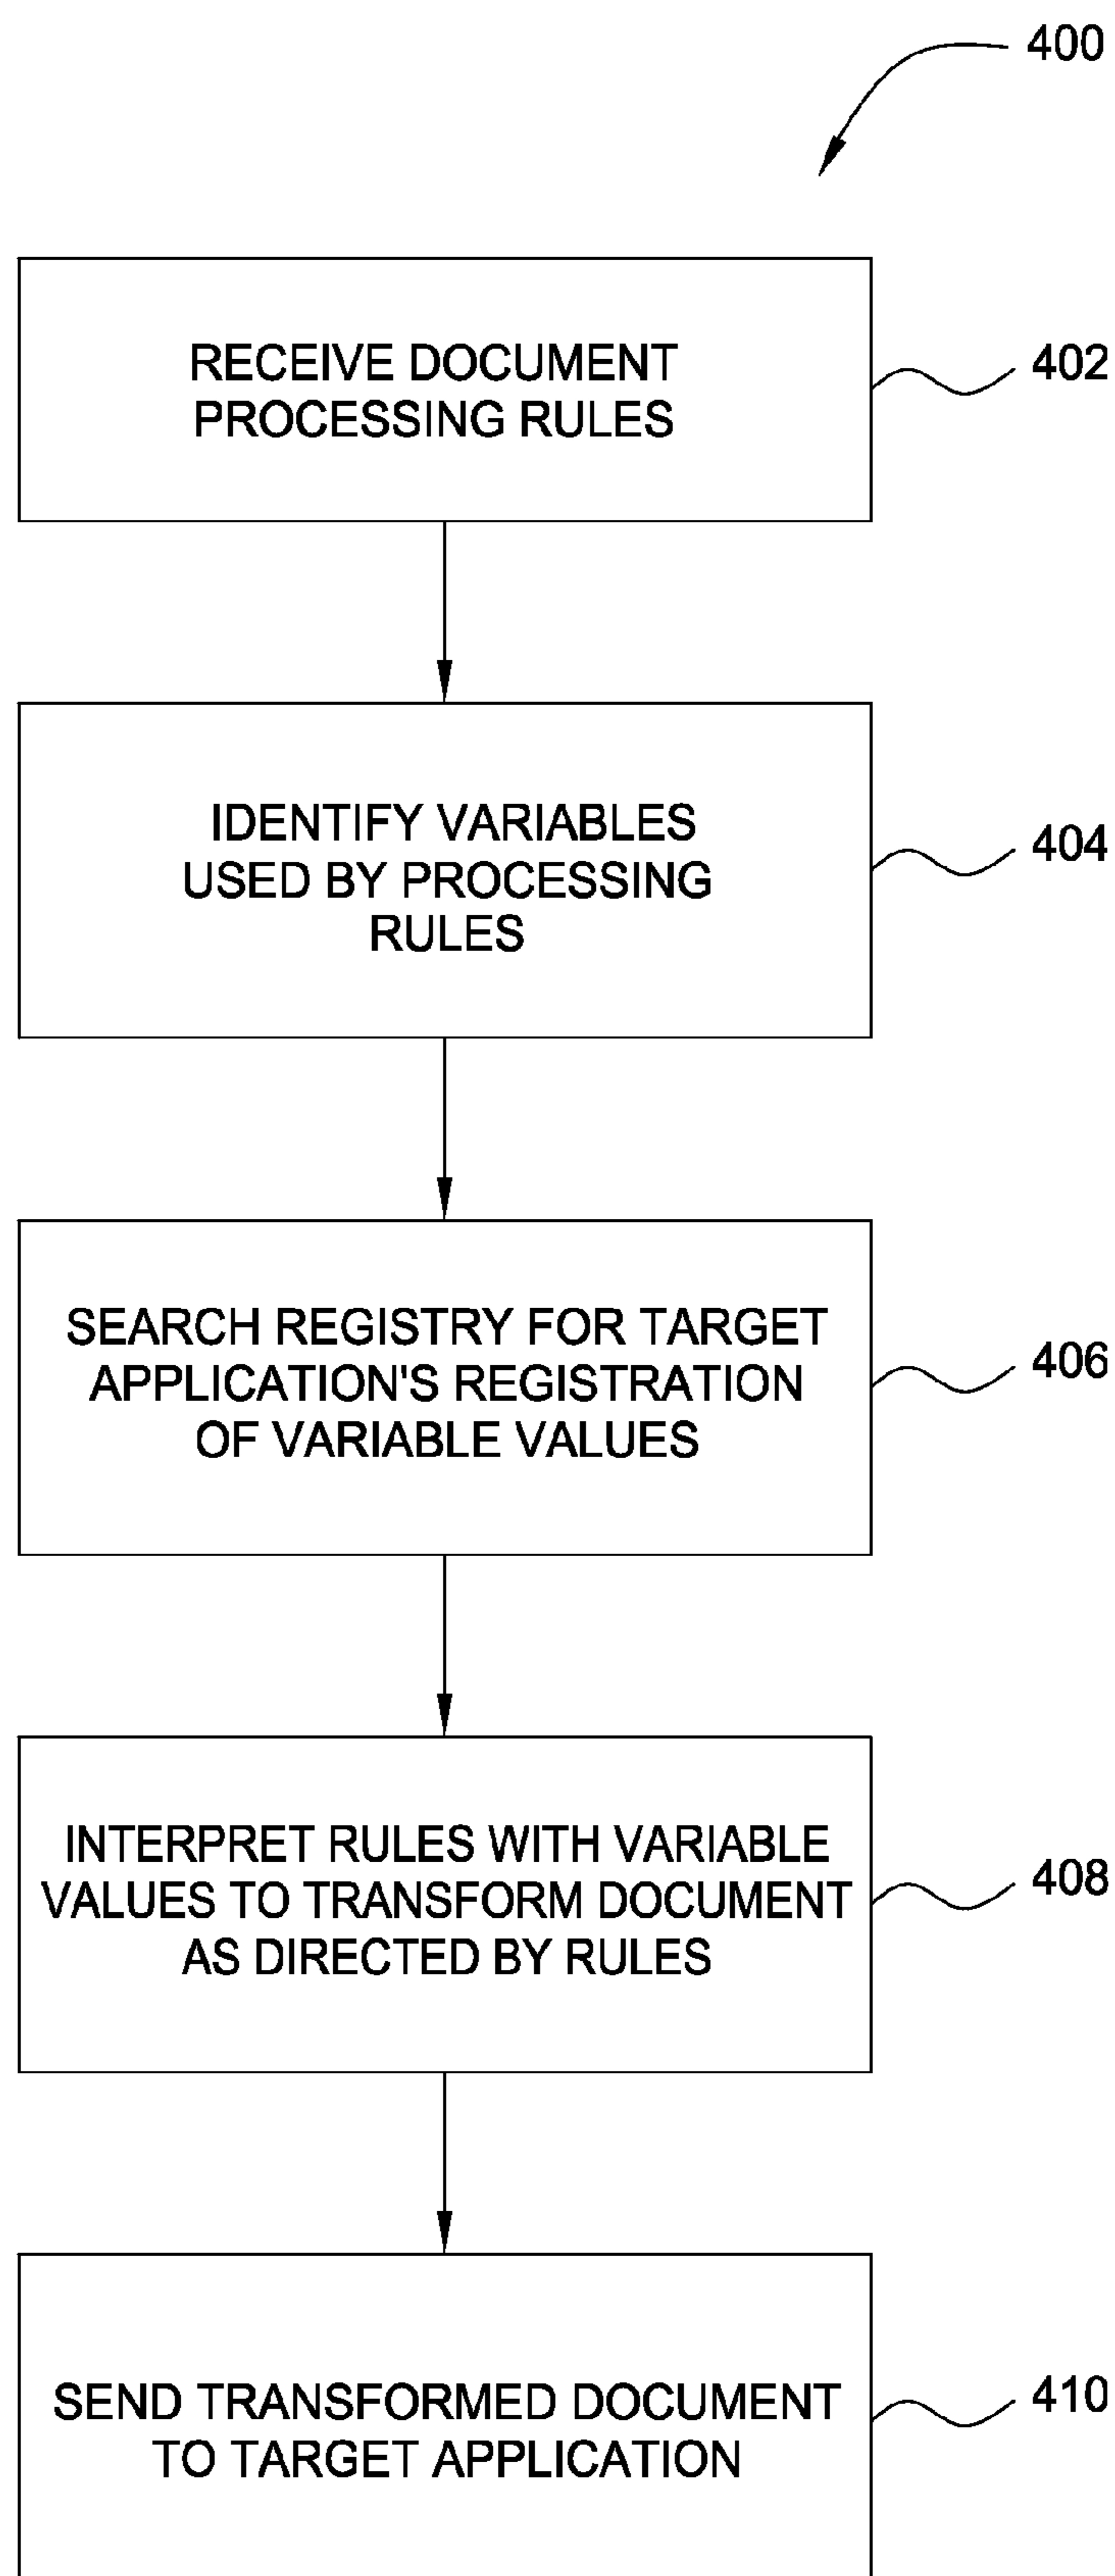 400
RECEIVE DOCUMENT
PROCESSING RULES
402
IDENTIFY VARIABLES
USED BY PROCESSING
RULES
404
SEARCH REGISTRY FOR TARGET
APPLICATION'S REGISTRATION
OF VARIABLE VALUES
406
INTERPRET RULES WITH VARIABLE
VALUES TO TRANSFORM DOCUMENT
AS DIRECTED BY RULES
408
SEND TRANSFORMED DOCUMENT
TO TARGET APPLICATION
410